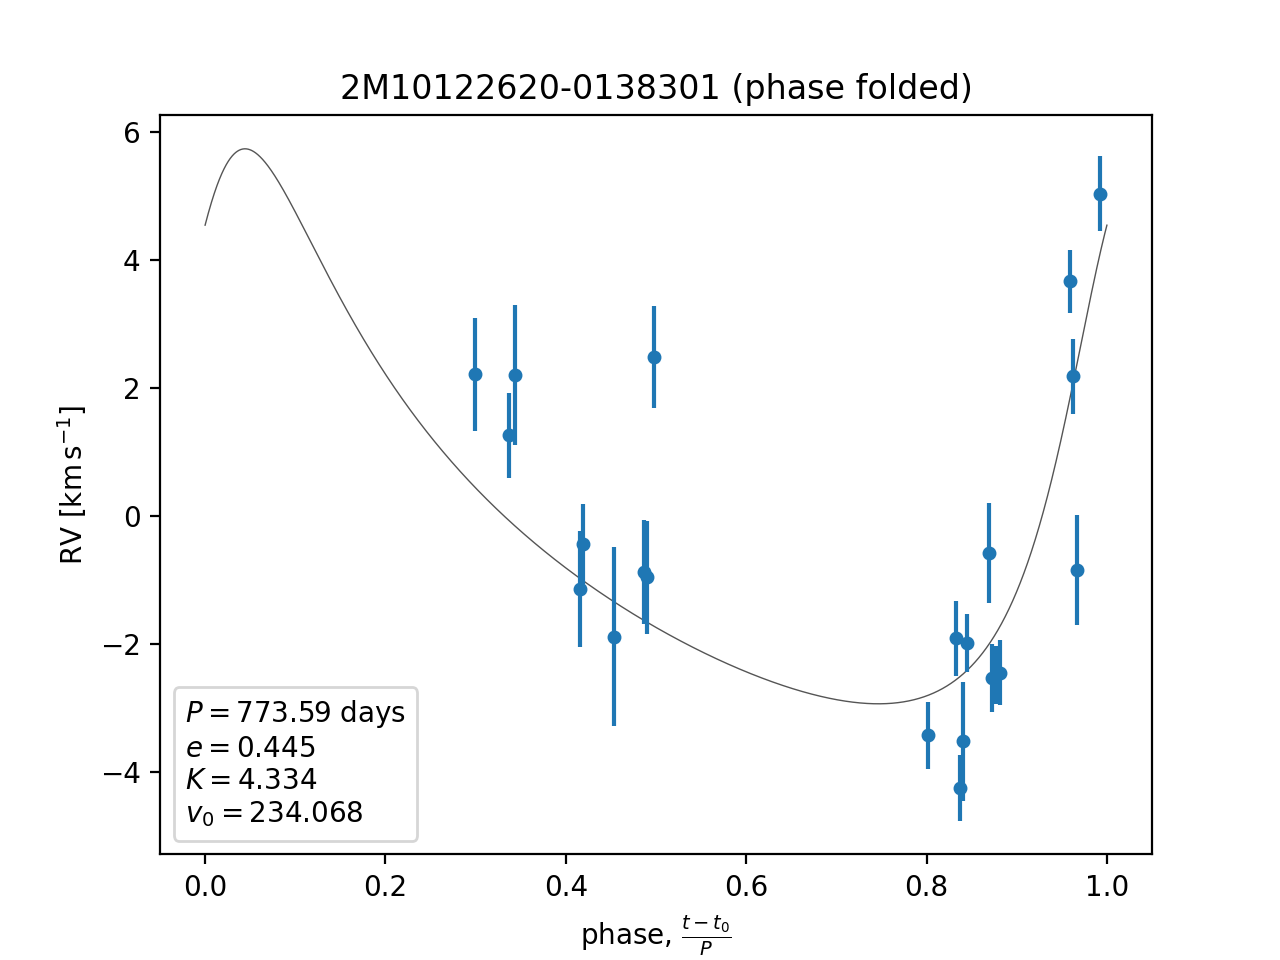 2M10122620-0138301 (phase folded)
RV [km s⁻¹]
6
4
2
0
−2
−4
P = 773.59 days
e = 0.445
K = 4.334
v₀ = 234.068
0.0 0.2 0.4 0.6 0.8 1.0
phase, (t − t₀)/P